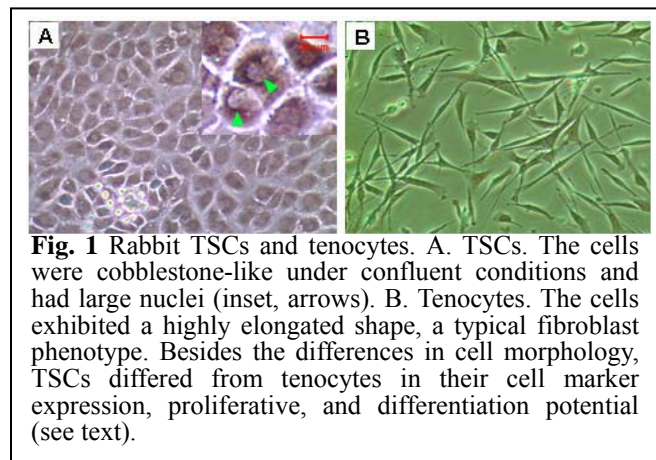 A
B
Fig. 1 Rabbit TSCs and tenocytes. A. TSCs. The cells
were cobblestone-like under confluent conditions and
had large nuclei (inset, arrows). B. Tenocytes. The cells
exhibited a highly elongated shape, a typical fibroblast
phenotype. Besides the differences in cell morphology,
TSCs differed from tenocytes in their cell marker
expression, proliferative, and differentiation potential
(see text).